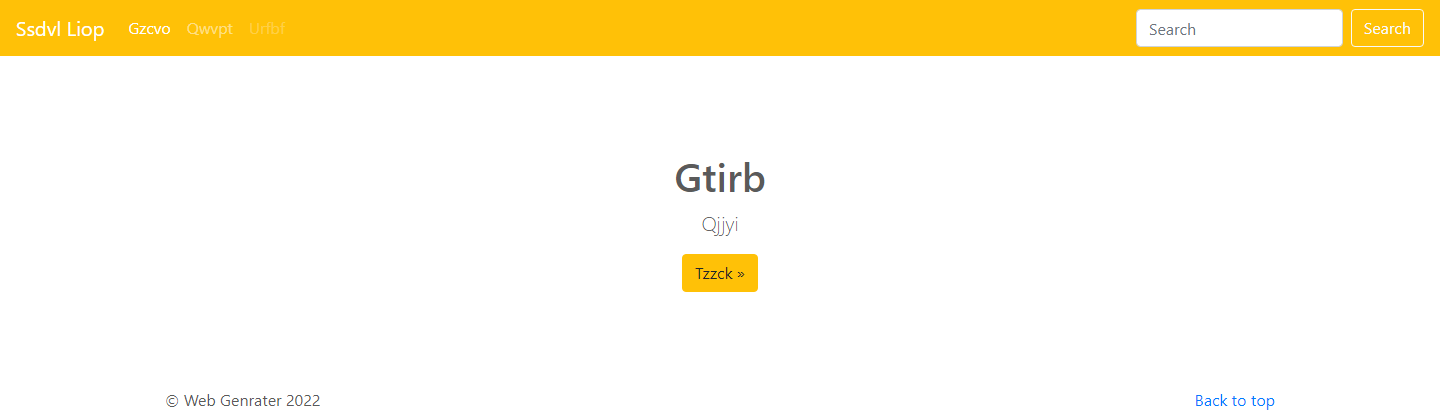 Ssdvl Liop Gzcvo Qwvpt Urfbf Search Search
Gtirb
Qjjyi
Tzzck »
© Web Genrater 2022 Back to top